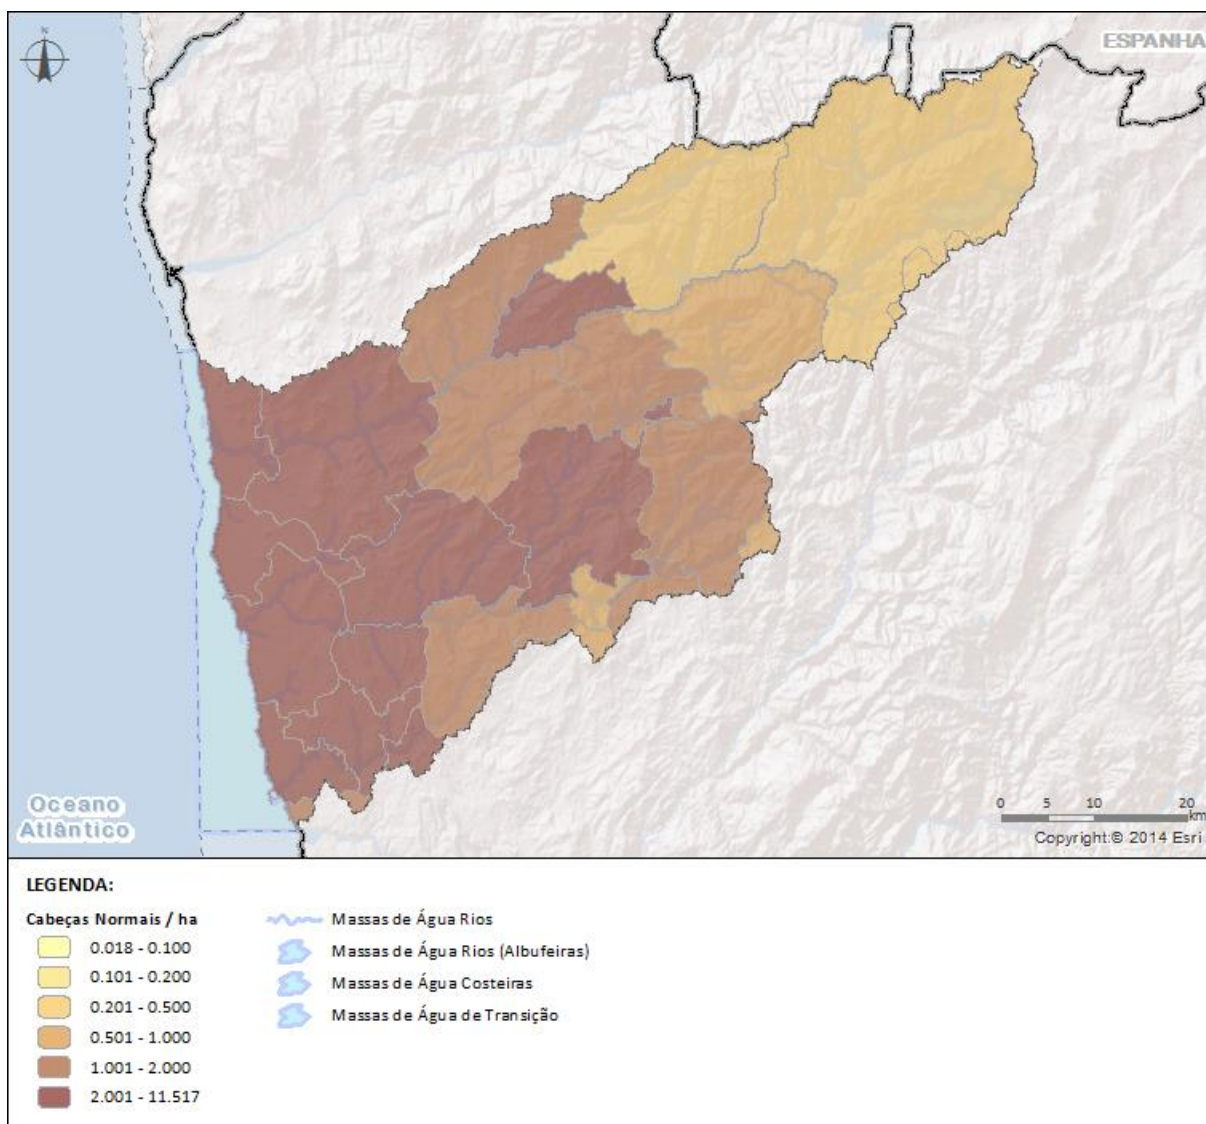 N
ESPANHA
Oceano
Atlântico
0 5 10 20
km
Copyright:© 2014 Esri
LEGENDA:
Cabeças Normais / ha
0.018 - 0.100
0.101 - 0.200
0.201 - 0.500
0.501 - 1.000
1.001 - 2.000
2.001 - 11.517
Massas de Água Rios
Massas de Água Rios (Albufeiras)
Massas de Água Costeiras
Massas de Água de Transição